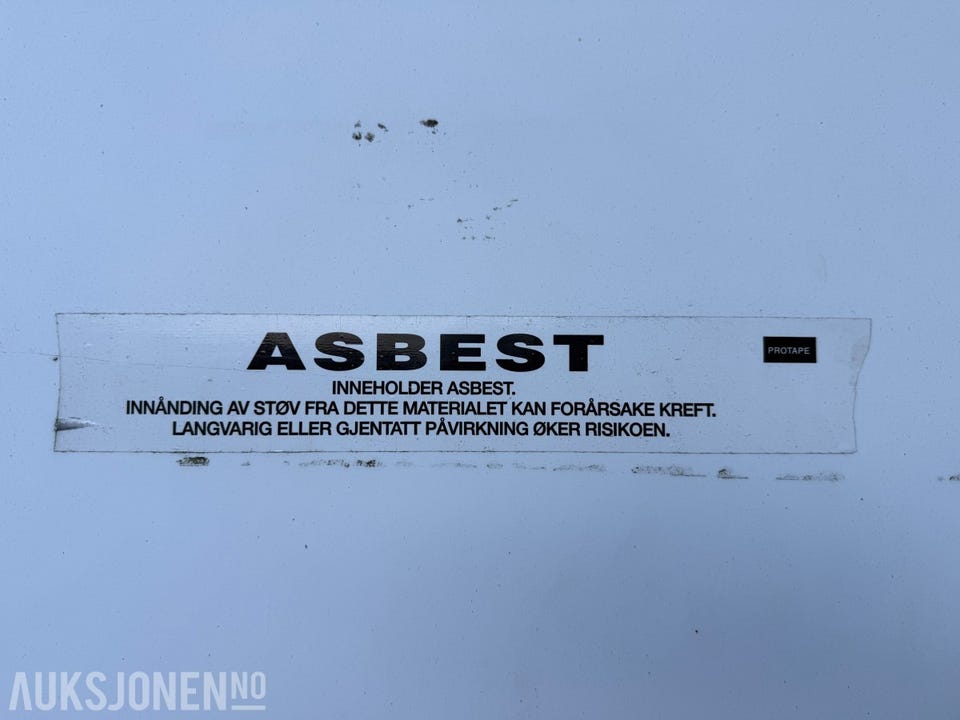 ASBEST
PROTAPE
INNEHOLDER ASBEST.
INNÅNDING AV STØV FRA DETTE MATERIALET KAN FORÅRSAKE KREFT.
LANGVARIG ELLER GJENTATT PÅVIRKNING ØKER RISIKOEN.
AUKSJONEN.NO